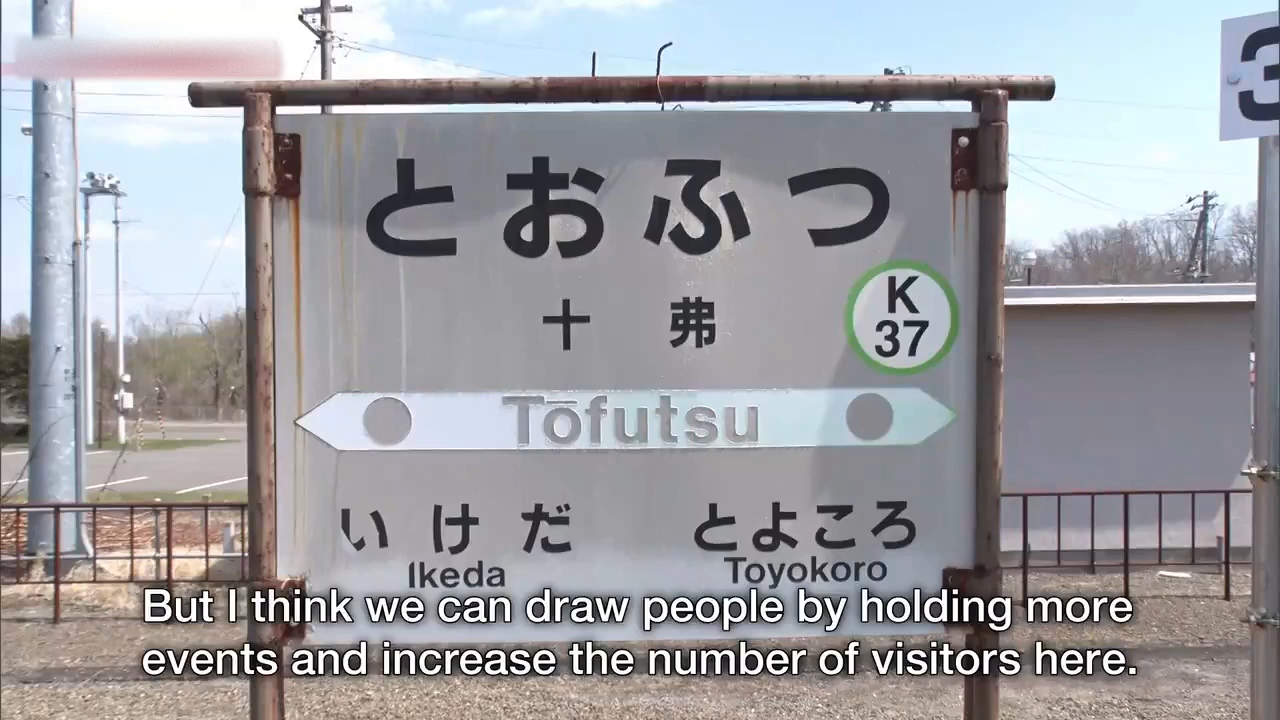 3
とおふつ
十弗
K
37
Tōfutsu
いけだ とよころ
Ikeda Toyokoro
But I think we can draw people by holding more
events and increase the number of visitors here.